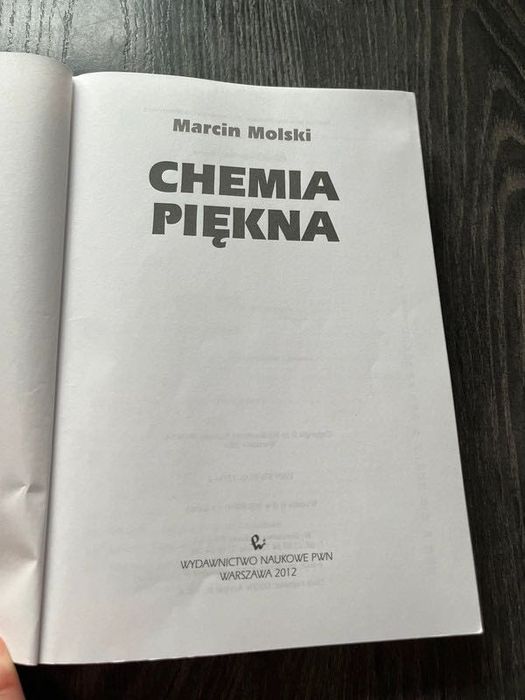 Marcin Molski
CHEMIA
PIĘKNA
WYDAWNICTWO NAUKOWE PWN
WARSZAWA 2012